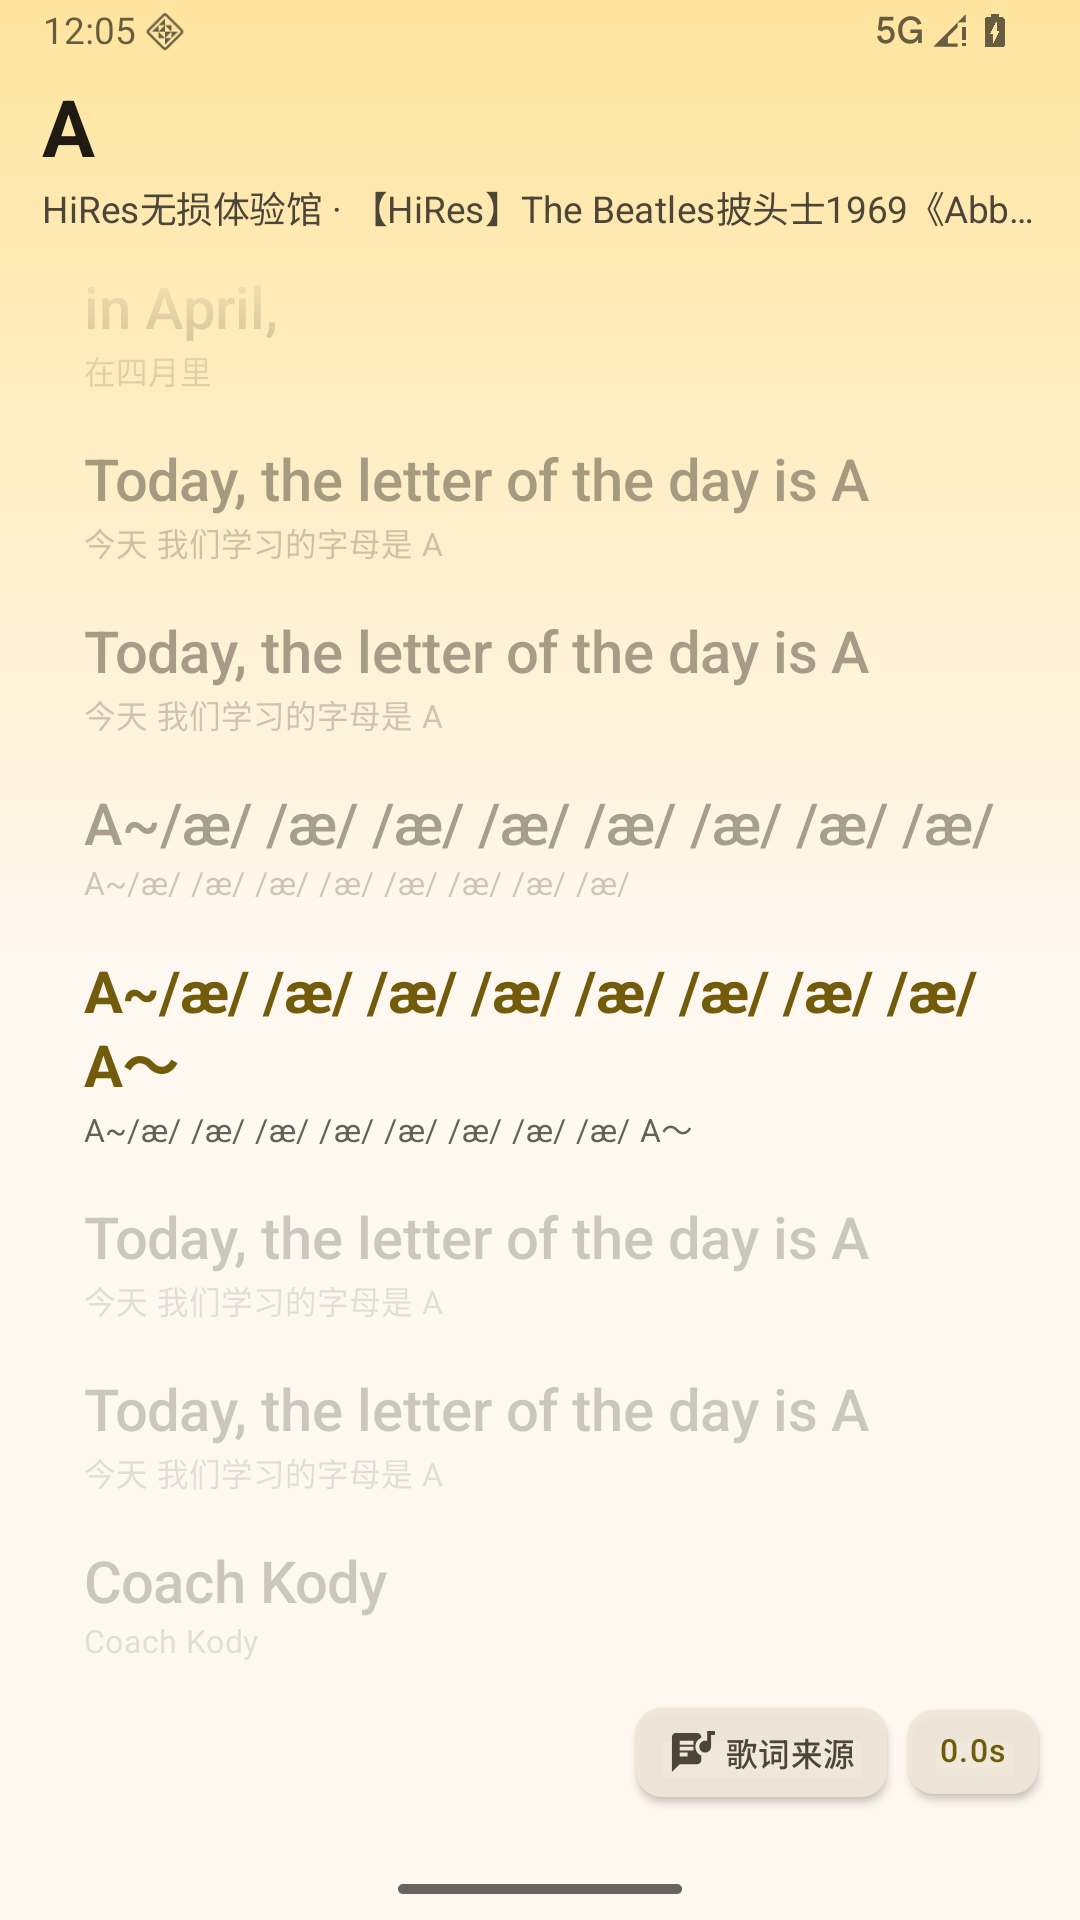 12:05
5G
A
HiRes无损体验馆 · 【HiRes】The Beatles披头士1969《Abb...
in April,
在四月里
Today, the letter of the day is A
今天 我们学习的字母是 A
Today, the letter of the day is A
今天 我们学习的字母是 A
A~/æ/ /æ/ /æ/ /æ/ /æ/ /æ/ /æ/ /æ/
A~/æ/ /æ/ /æ/ /æ/ /æ/ /æ/ /æ/ /æ/
A~/æ/ /æ/ /æ/ /æ/ /æ/ /æ/ /æ/ /æ/
A～
A~/æ/ /æ/ /æ/ /æ/ /æ/ /æ/ /æ/ /æ/ A～
Today, the letter of the day is A
今天 我们学习的字母是 A
Today, the letter of the day is A
今天 我们学习的字母是 A
Coach Kody
Coach Kody
歌词来源
0.0s